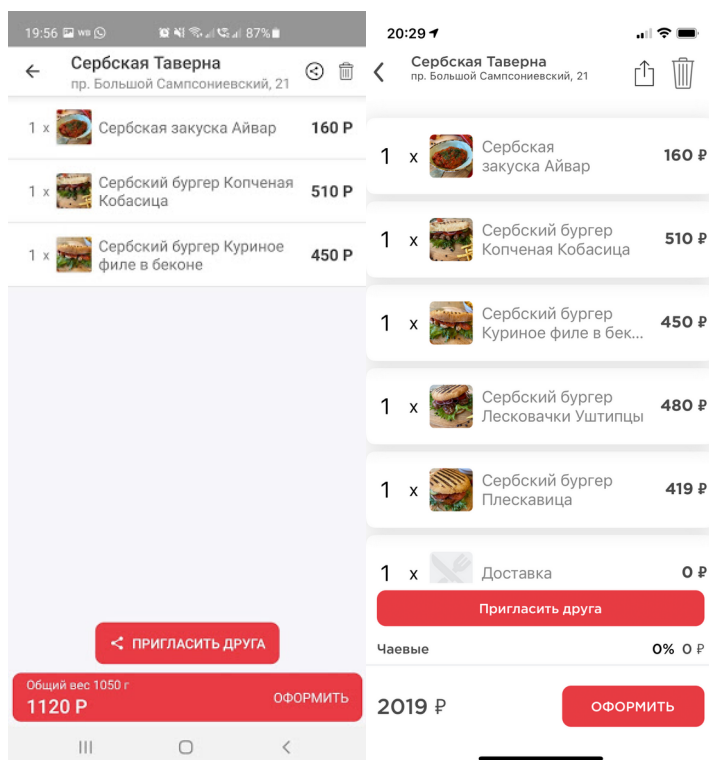 19:56 WB 87%
Сербская Таверна
пр. Большой Сампсониевский, 21
1 x Сербская закуска Айвар 160 Р
1 x Сербский бургер Копченая
Кобасица 510 Р
1 x Сербский бургер Куриное
филе в беконе 450 Р
ПРИГЛАСИТЬ ДРУГА
Общий вес 1050 г
1120 Р ОФОРМИТЬ
20:29
Сербская Таверна
пр. Большой Сампсониевский, 21
1 x Сербская
закуска Айвар 160 ₽
1 x Сербский бургер
Копченая Кобасица 510 ₽
1 x Сербский бургер
Куриное филе в бек... 450 ₽
1 x Сербский бургер
Лесковачки Уштипцы 480 ₽
1 x Сербский бургер
Плескавица 419 ₽
1 x Доставка 0 ₽
Пригласить друга
Чаевые 0% 0 ₽
2019 ₽ ОФОРМИТЬ